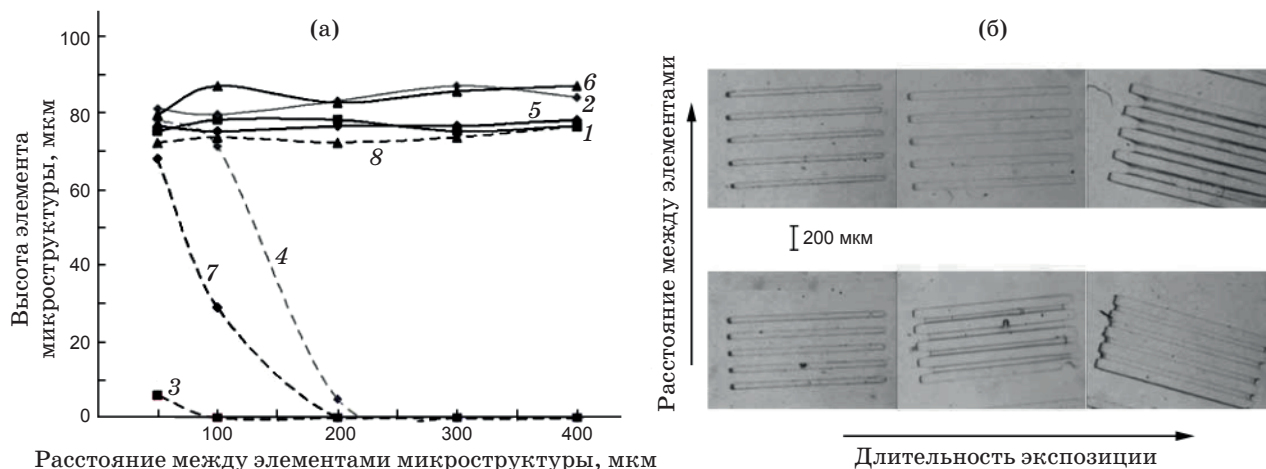 (а)
100
80
60
40
20
0
100
200
300
400
6
2
5
1
8
4
7
3
Высота элемента
микроструктуры, мкм
Расстояние между элементами микроструктуры, мкм
(б)
Расстояние между элементами
200 мкм
Длительность экспозиции